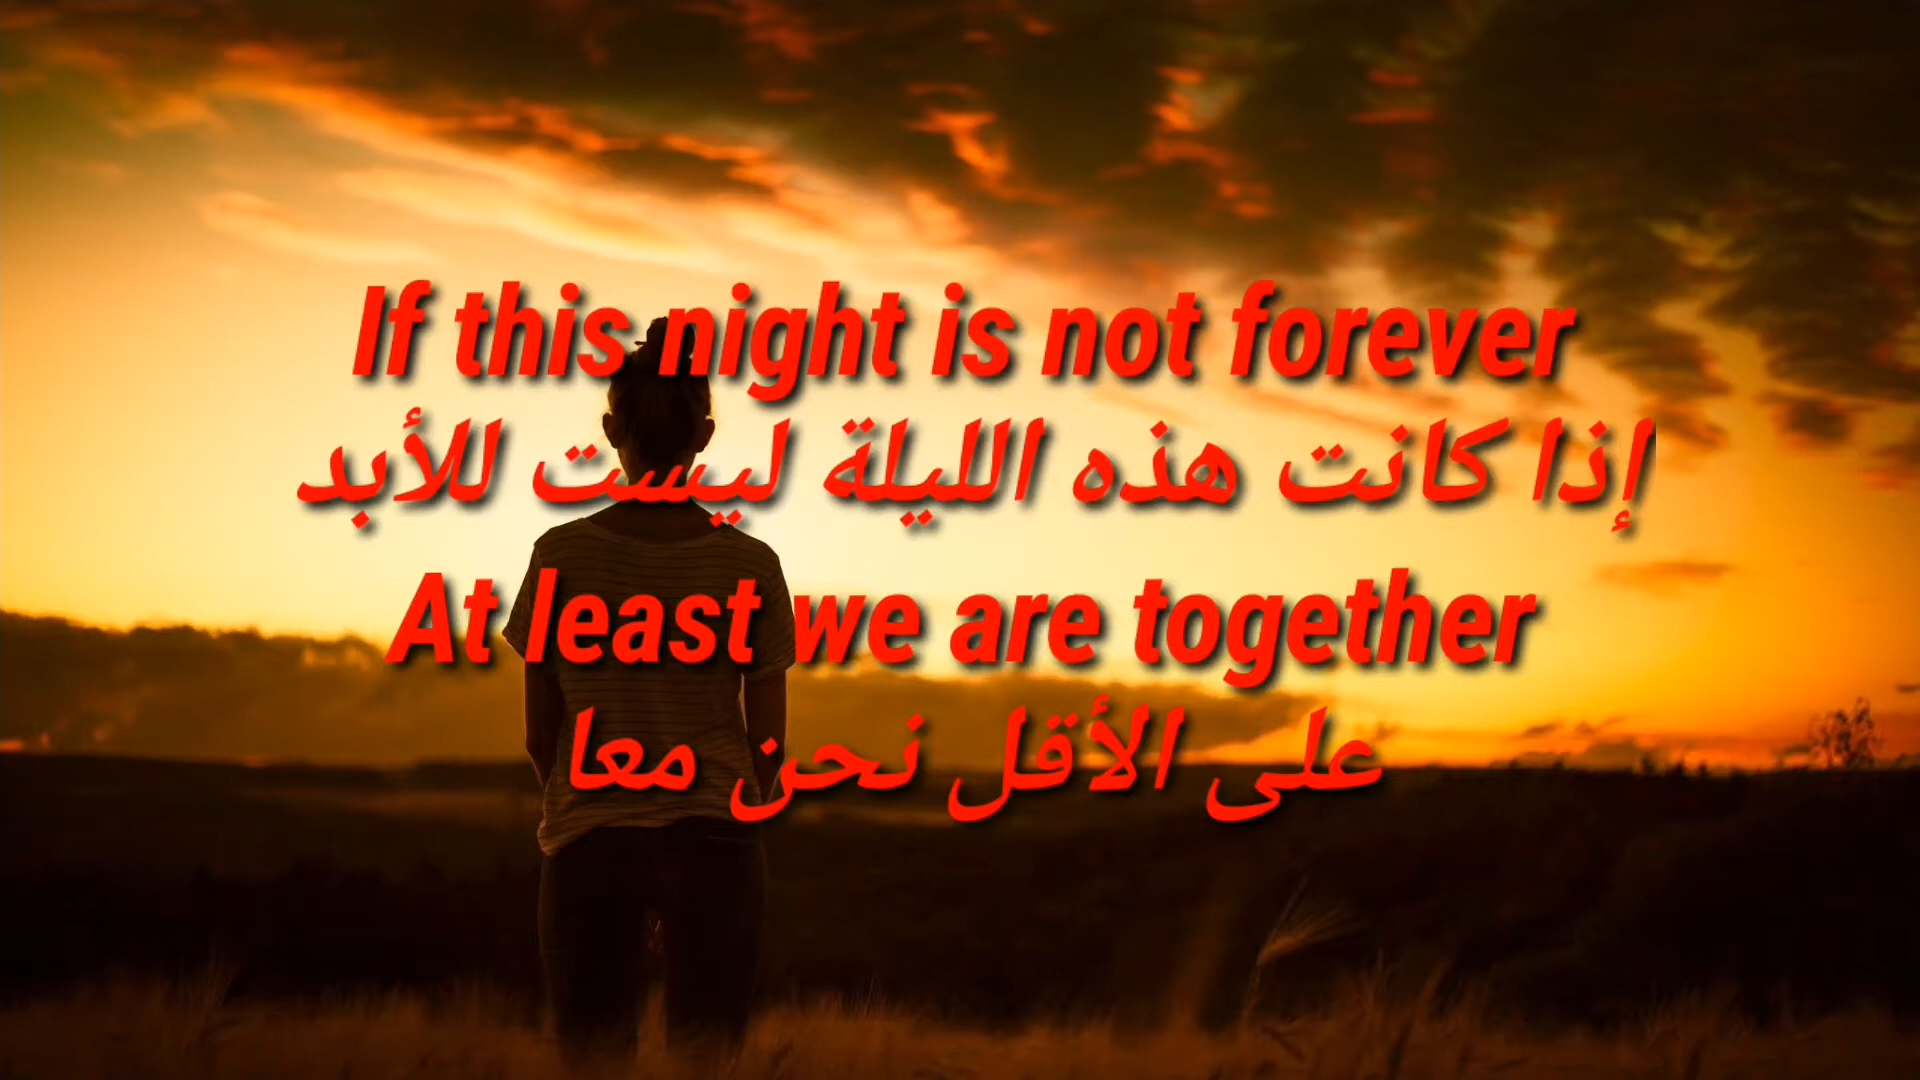 If this night is not forever
إذا كانت هذه الليلة ليست للأبد
At least we are together
على الأقل نحن معا